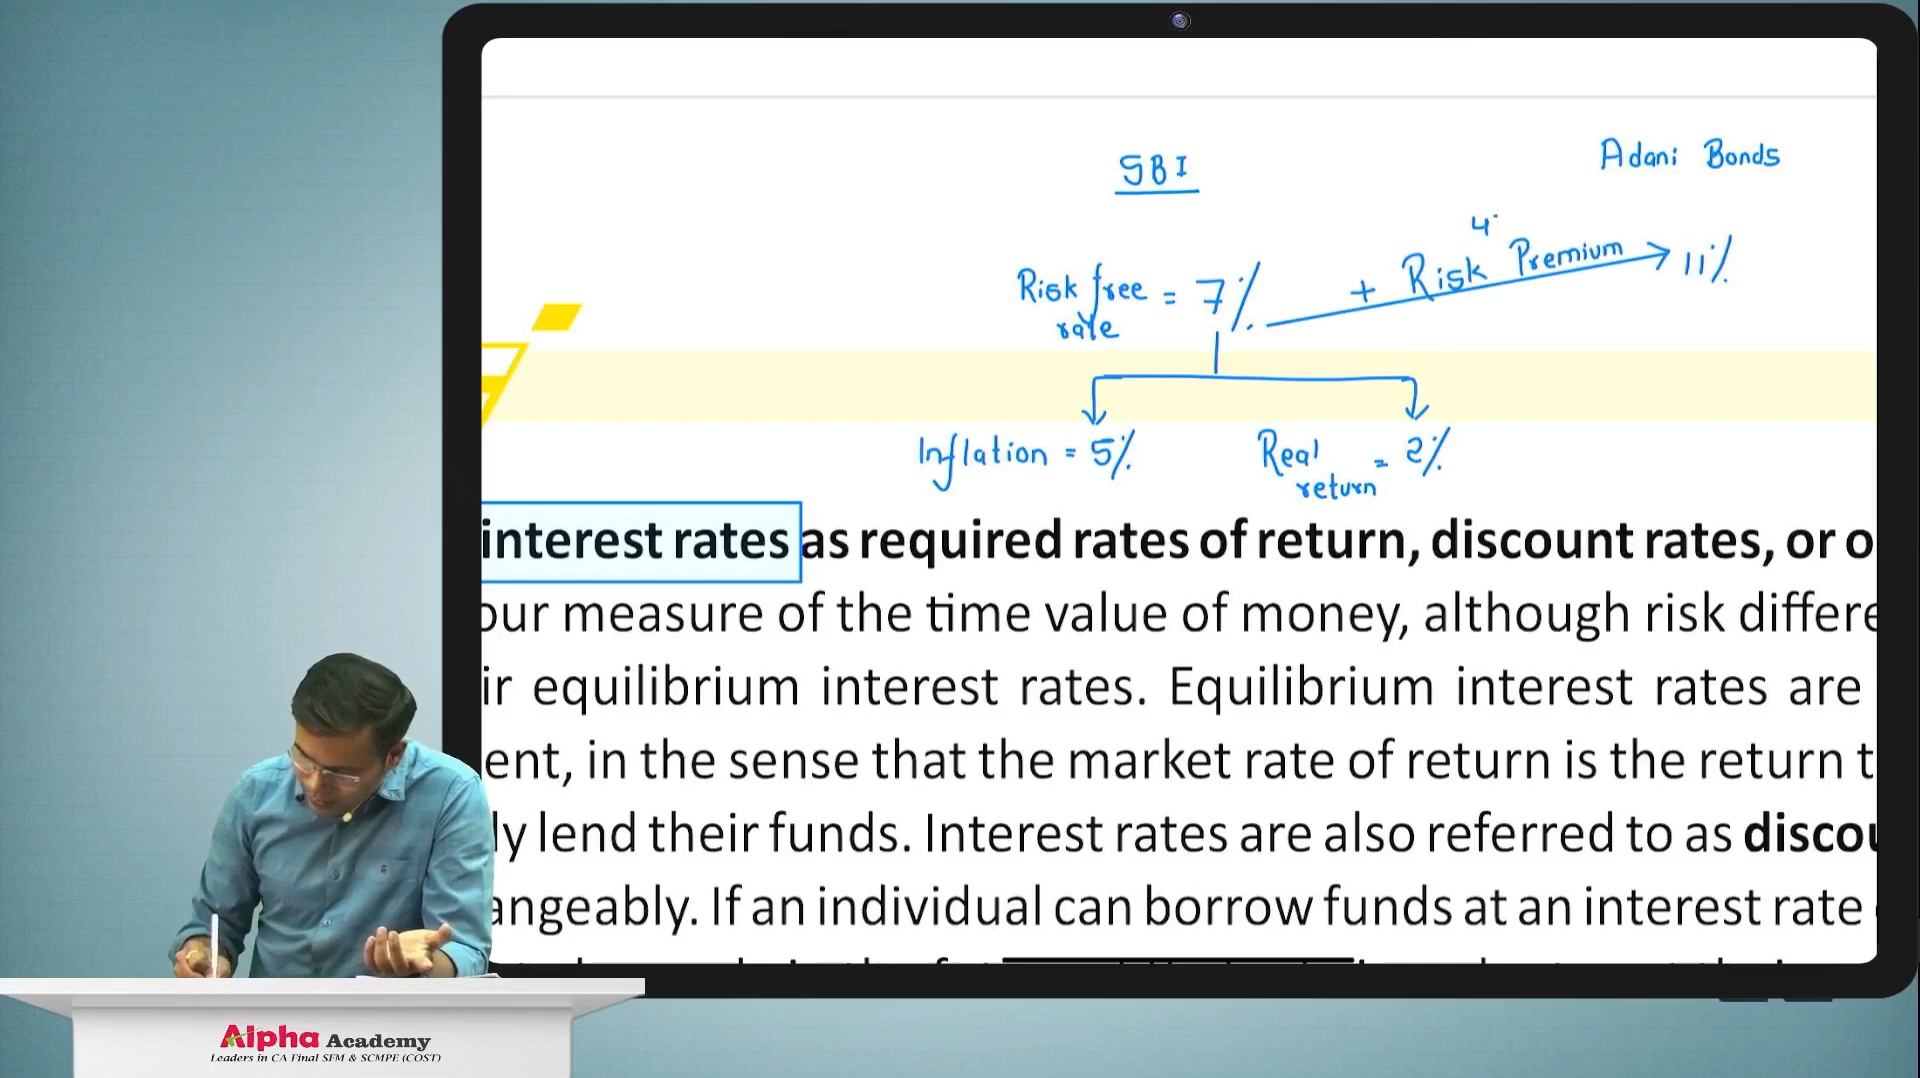 SBI
Adani Bonds
4
Risk free rate = 7% + Risk Premium → 11%
Inflation = 5%
Real return = 2%
interest rates as required rates of return, discount rates, or o
our measure of the time value of money, although risk differe
ir equilibrium interest rates. Equilibrium interest rates are
ent, in the sense that the market rate of return is the return t
ly lend their funds. Interest rates are also referred to as discou
angeably. If an individual can borrow funds at an interest rate
Alpha Academy
Leaders in CA Final SFM & SCMPE (COST)